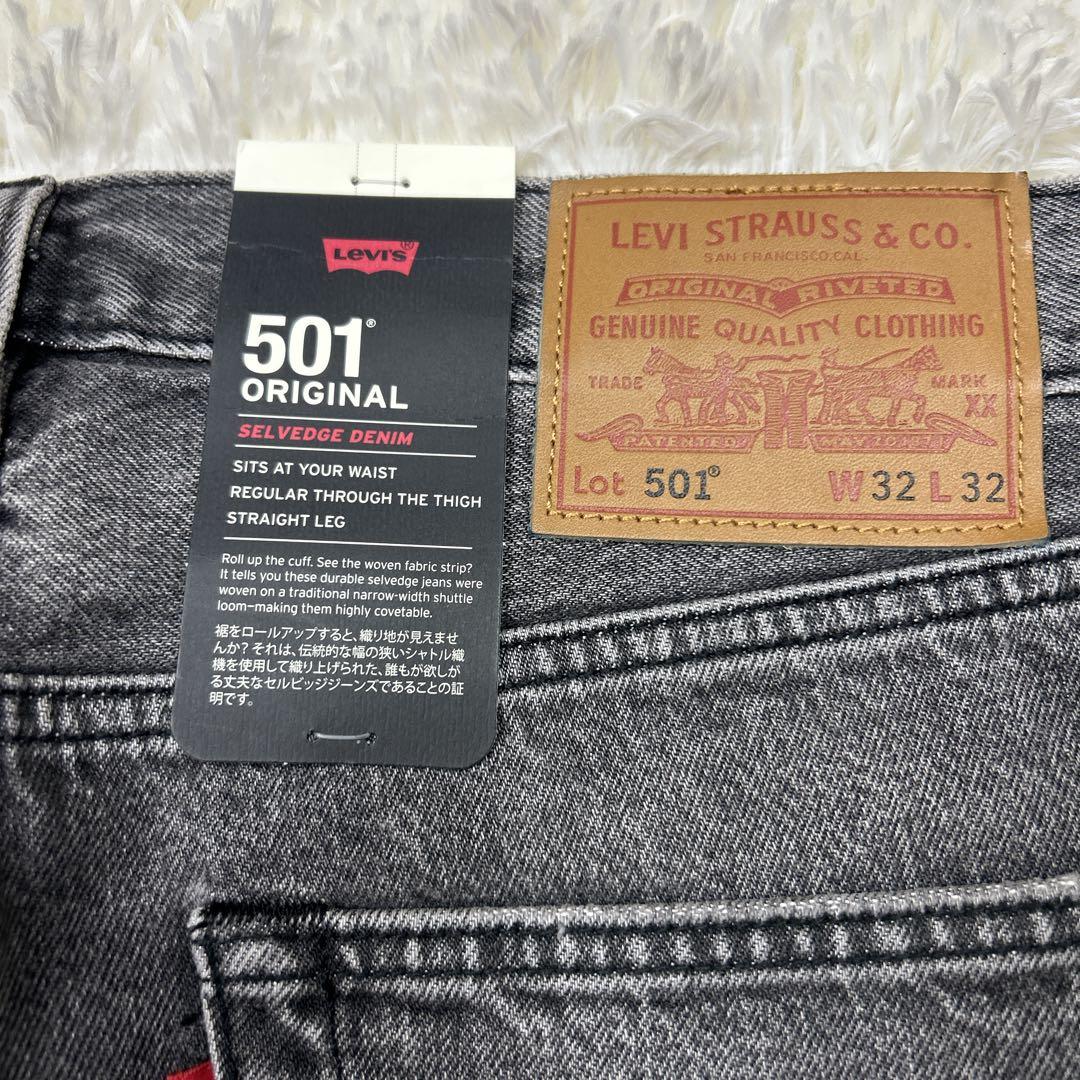 LEVI'S®
501®
ORIGINAL
SELVEDGE DENIM
SITS AT YOUR WAIST
REGULAR THROUGH THE THIGH
STRAIGHT LEG
Roll up the cuff. See the woven fabric strip?
It tells you these durable selvedge jeans were
woven on a traditional narrow-width shuttle
loom—making them highly covetable.
裾をロールアップすると、織り地が見えませ
んか？それは、伝統的な幅の狭いシャトル織
機を使用して織り上げられた、誰もが欲しが
る丈夫なセルビッジジーンズであることの証
明です。
LEVI STRAUSS & CO.
SAN FRANCISCO, CAL.
ORIGINAL RIVETED
GENUINE QUALITY CLOTHING
TRADE MARK
XX
PATENTED MAY 20 1873
Lot 501® W 32 L 32